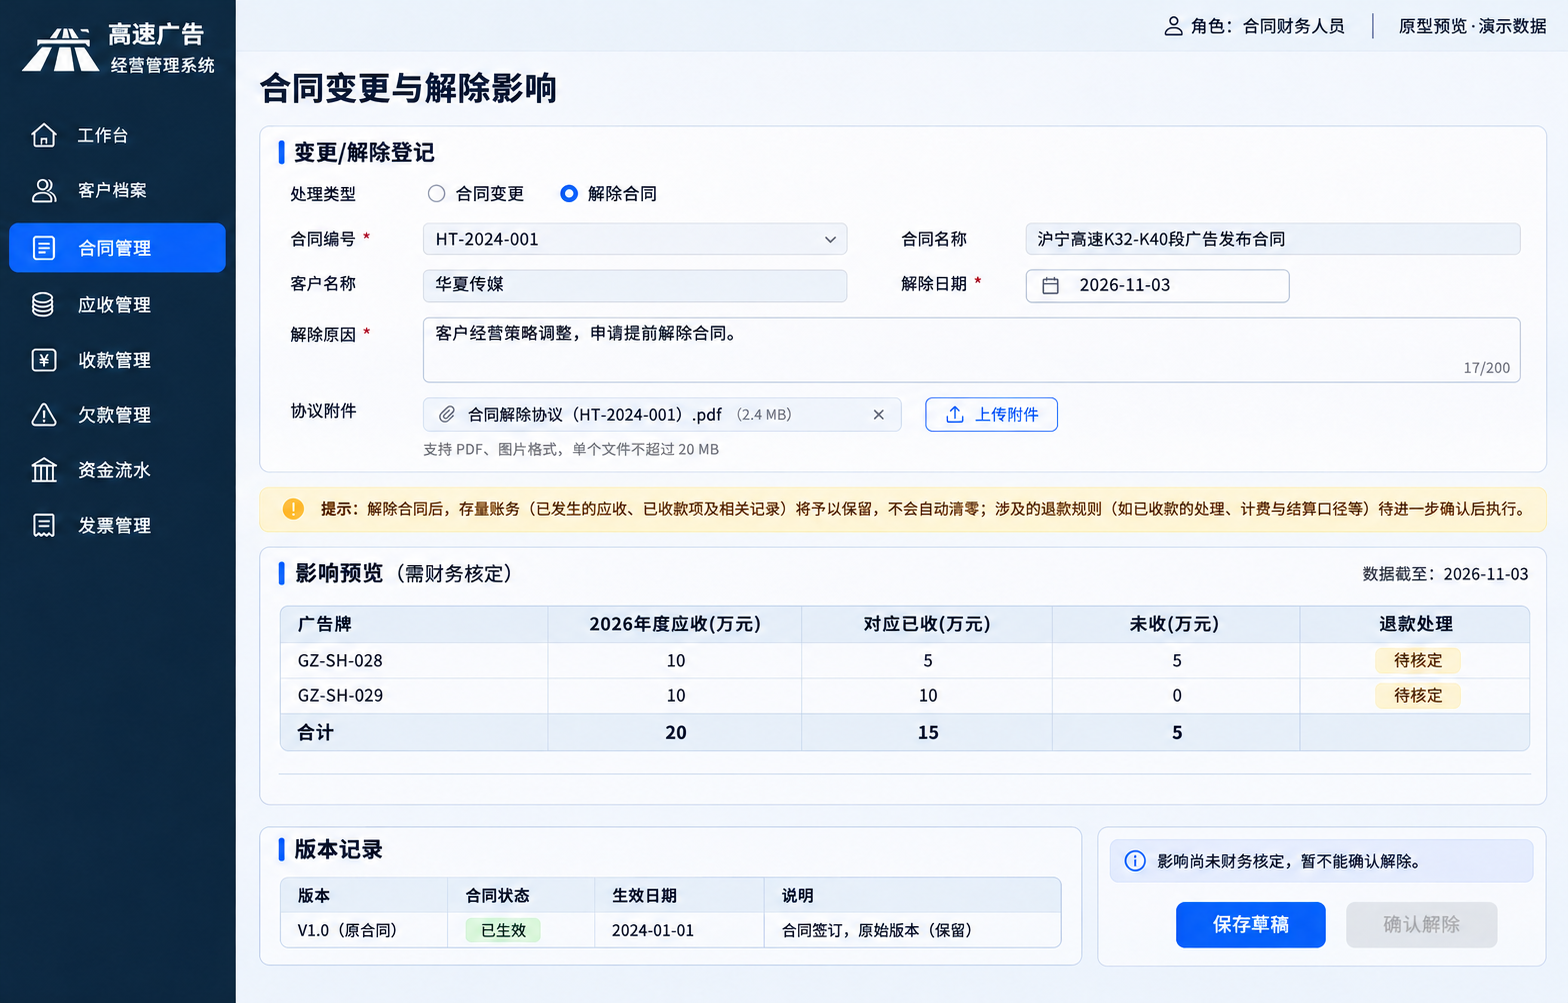 高速广告
经营管理系统
角色：合同财务人员
原型预览·演示数据
工作台
客户档案
合同管理
应收管理
收款管理
欠款管理
资金流水
发票管理
合同变更与解除影响
变更/解除登记
处理类型 合同变更 解除合同
合同编号 * HT-2024-001 合同名称 沪宁高速K32-K40段广告发布合同
客户名称 华夏传媒 解除日期 * 2026-11-03
解除原因 * 客户经营策略调整，申请提前解除合同。
17/200
协议附件 合同解除协议（HT-2024-001）.pdf （2.4 MB） × 上传附件
支持 PDF、图片格式，单个文件不超过 20 MB
提示：解除合同后，存量账务（已发生的应收、已收款项及相关记录）将予以保留，不会自动清零；涉及的退款规则（如已收款的处理、计费与结算口径等）待进一步确认后执行。
影响预览（需财务核定） 数据截至：2026-11-03
广告牌 2026年度应收(万元) 对应已收(万元) 未收(万元) 退款处理
GZ-SH-028 10 5 5 待核定
GZ-SH-029 10 10 0 待核定
合计 20 15 5
版本记录
版本 合同状态 生效日期 说明
V1.0（原合同） 已生效 2024-01-01 合同签订，原始版本（保留）
影响尚未财务核定，暂不能确认解除。
保存草稿 确认解除